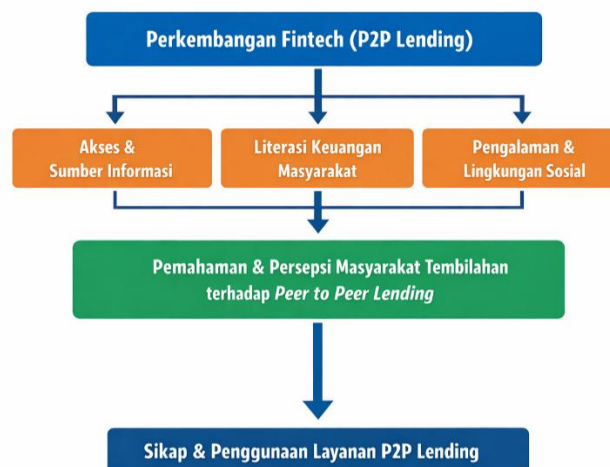 Perkembangan Fintech (P2P Lending)
Akses &
Sumber Informasi
Literasi Keuangan
Masyarakat
Pengalaman &
Lingkungan Sosial
Pemahaman & Persepsi Masyarakat Tembilahan
terhadap Peer to Peer Lending
Sikap & Penggunaan Layanan P2P Lending